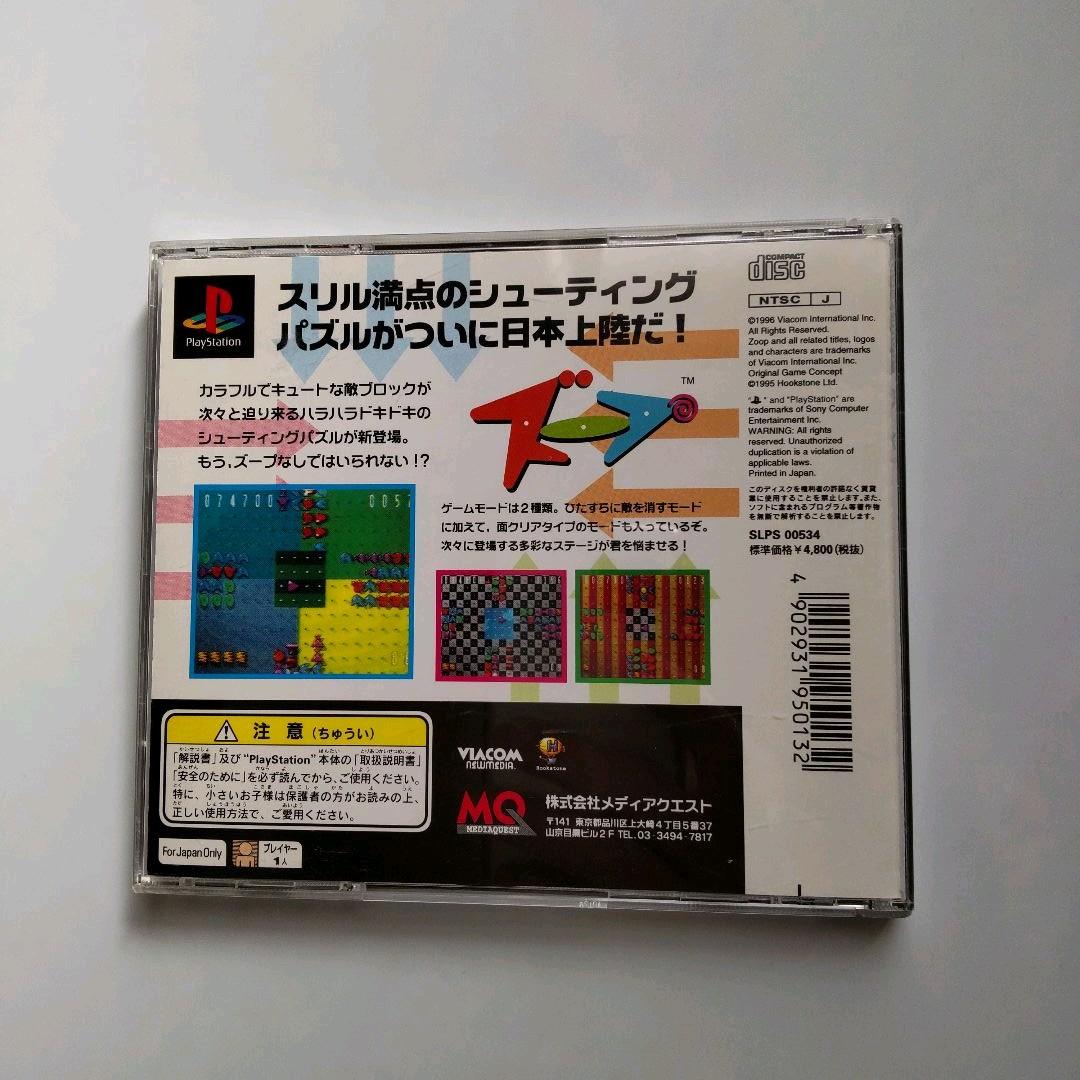 PlayStation
スリル満点のシューティング
パズルがついに日本上陸だ！
カラフルでキュートな敵ブロックが
次々と迫り来るハラハラドキドキの
シューティングパズルが新登場。
もう、ズープなしではいられない！？
ズープ
TM
ゲームモードは2種類。ひたすらに敵を消すモード
に加えて、面クリアタイプのモードも入っているぞ。
次々に登場する多彩なステージが君を悩ませる！
074700
COMPACT
disc
NTSC J
©1996 Viacom International Inc.
All Rights Reserved.
Zoop and all related titles, logos
and characters are trademarks
of Viacom International Inc.
Original Game Concept
©1995 Hookstone Ltd.
" " and "PlayStation" are
trademarks of Sony Computer
Entertainment Inc.
WARNING: All rights
reserved. Unauthorized
duplication is a violation of
applicable laws.
Printed in Japan.
このディスクを権利者の許諾なく賃貸
業に使用することを禁止します。また、
ソフトに含まれるプログラム等著作物
を無断で解析することを禁止します。
SLPS 00534
標準価格￥4,800(税抜)
4 902931 950132
注意(ちゅうい)
「解説書」及び"PlayStation"本体の「取扱説明書」
「安全のために」を必ず読んでから、ご使用ください。
特に、小さいお子様は保護者の方がお読みの上、
正しい使用方法で、ご愛用ください。
For Japan Only
プレイヤー
1人
VIACOM
NEWMEDIA.
Hookstone
MQ
MEDIAQUEST
株式会社メディアクエスト
〒141 東京都品川区上大崎4丁目5番37
山京目黒ビル2F TEL.03-3494-7817